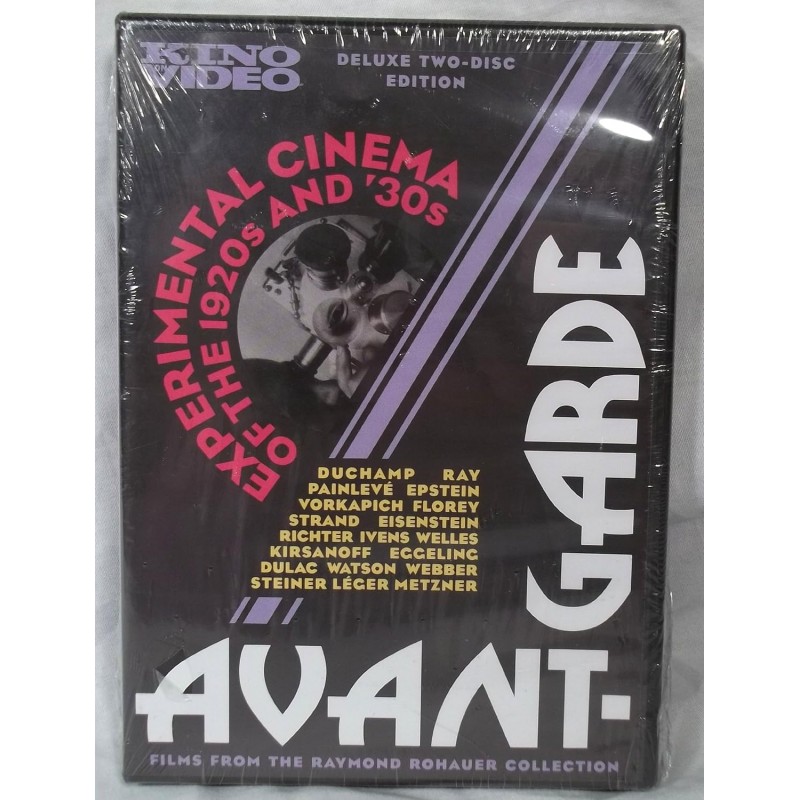 KINO
ON
VIDEO
DELUXE TWO-DISC
EDITION
EXPERIMENTAL CINEMA
OF THE 1920s AND '30s
DUCHAMP RAY
PAINLEVÉ EPSTEIN
VORKAPICH FLOREY
STRAND EISENSTEIN
RICHTER IVENS WELLES
KIRSANOFF EGGELING
DULAC WATSON WEBBER
STEINER LÉGER METZNER
AVANT-
GARDE
FILMS FROM THE RAYMOND ROHAUER COLLECTION